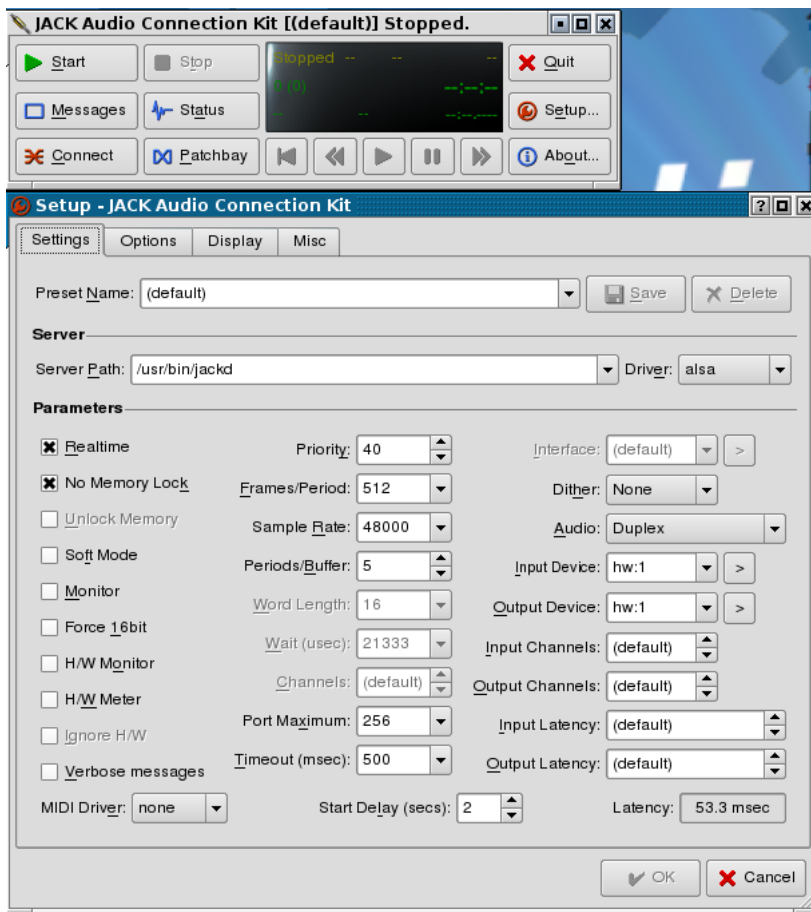 JACK Audio Connection Kit [(default)] Stopped.
Start
Stop
Stopped -- -- --
Quit
0 (0) --:--:--
Messages
Status
-- -- --:--.----
Setup...
Connect
Patchbay
About...
Setup - JACK Audio Connection Kit
Settings Options Display Misc
Preset Name: (default) Save Delete
Server
Server Path: /usr/bin/jackd Driver: alsa
Parameters
Realtime Priority: 40 Interface: (default) >
No Memory Lock Frames/Period: 512 Dither: None
Unlock Memory Sample Rate: 48000 Audio: Duplex
Soft Mode Periods/Buffer: 5 Input Device: hw:1 >
Monitor Word Length: 16 Output Device: hw:1 >
Force 16bit Wait (usec): 21333 Input Channels: (default)
H/W Monitor Channels: (default) Output Channels: (default)
H/W Meter Port Maximum: 256 Input Latency: (default)
Ignore H/W Timeout (msec): 500 Output Latency: (default)
Verbose messages
MIDI Driver: none Start Delay (secs): 2 Latency: 53.3 msec
OK Cancel